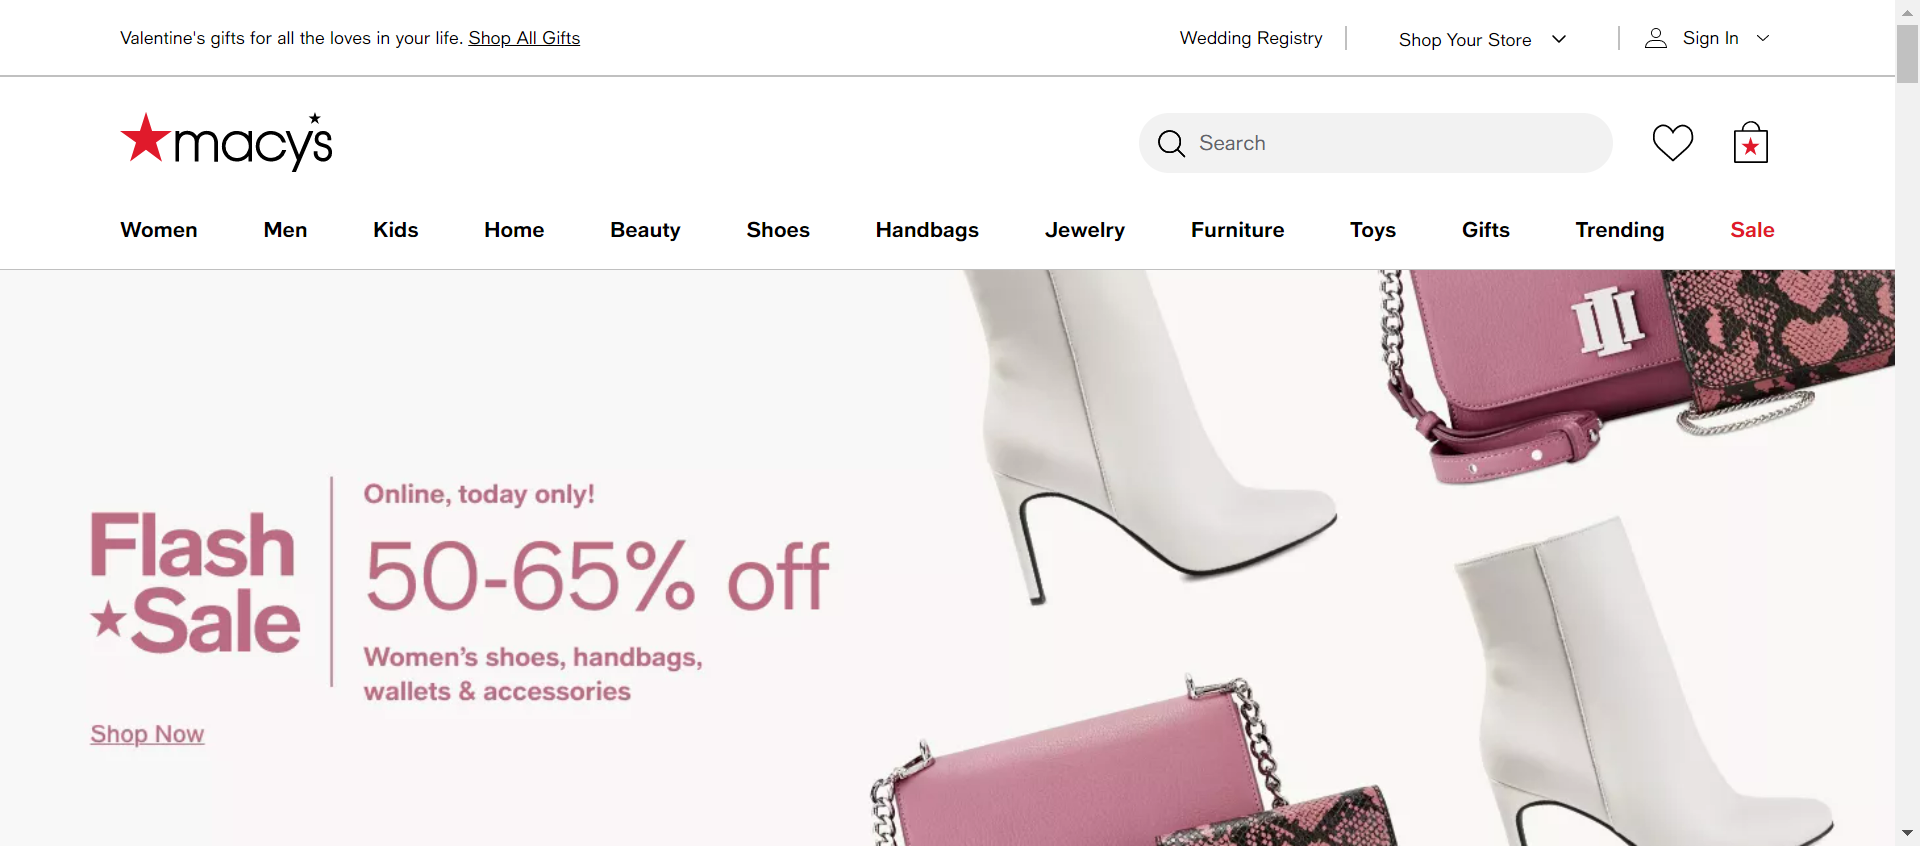 Valentine's gifts for all the loves in your life. Shop All Gifts
Wedding Registry
Shop Your Store
Sign In
macy's
Search
Women
Men
Kids
Home
Beauty
Shoes
Handbags
Jewelry
Furniture
Toys
Gifts
Trending
Sale
Flash
Sale
Online, today only!
50-65% off
Women’s shoes, handbags,
wallets & accessories
Shop Now